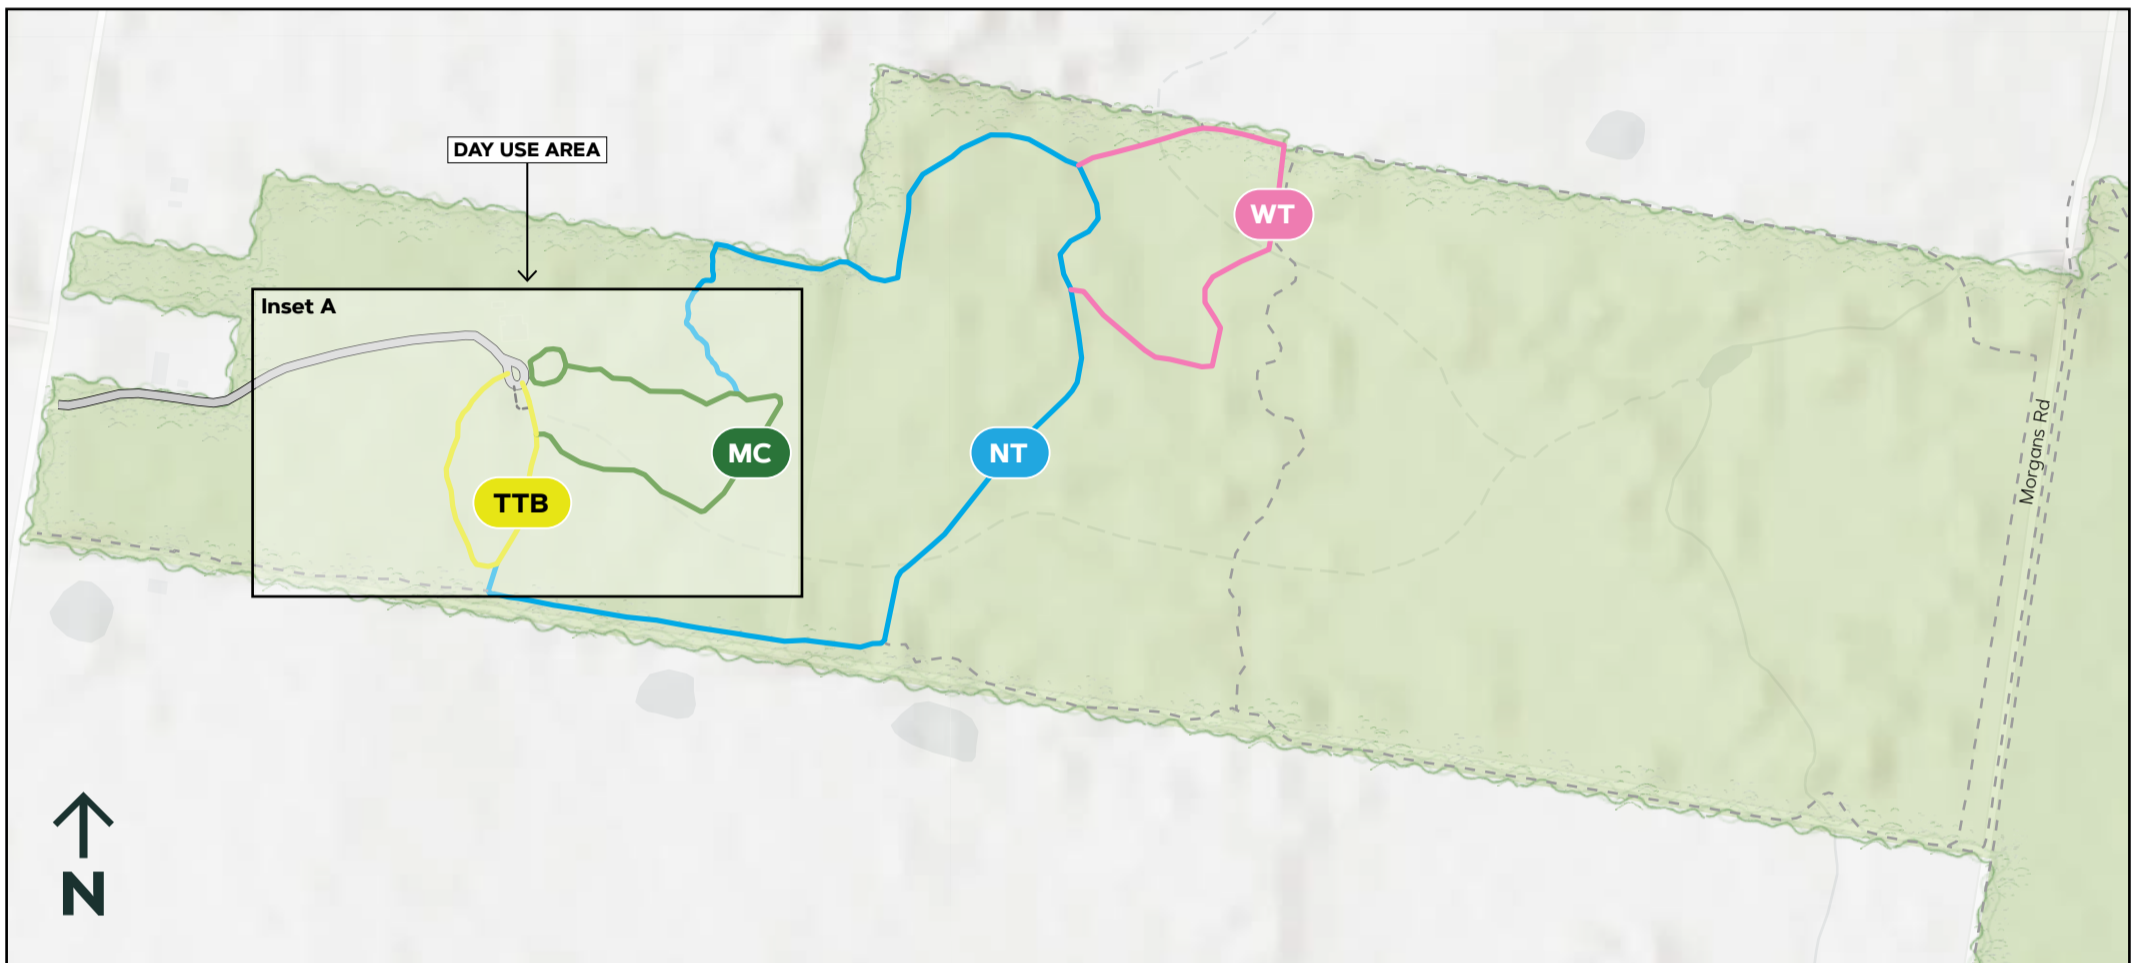 DAY USE AREA
Inset A
WT
MC
NT
TTB
Morgans Rd
N